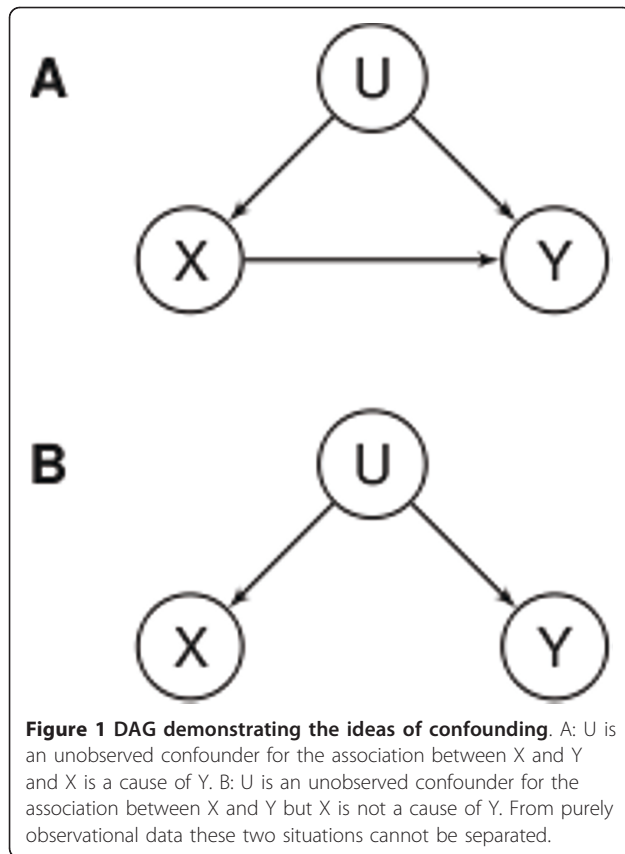 A
U
X
Y
B
U
X
Y
Figure 1 DAG demonstrating the ideas of confounding. A: U is
an unobserved confounder for the association between X and Y
and X is a cause of Y. B: U is an unobserved confounder for the
association between X and Y but X is not a cause of Y. From purely
observational data these two situations cannot be separated.